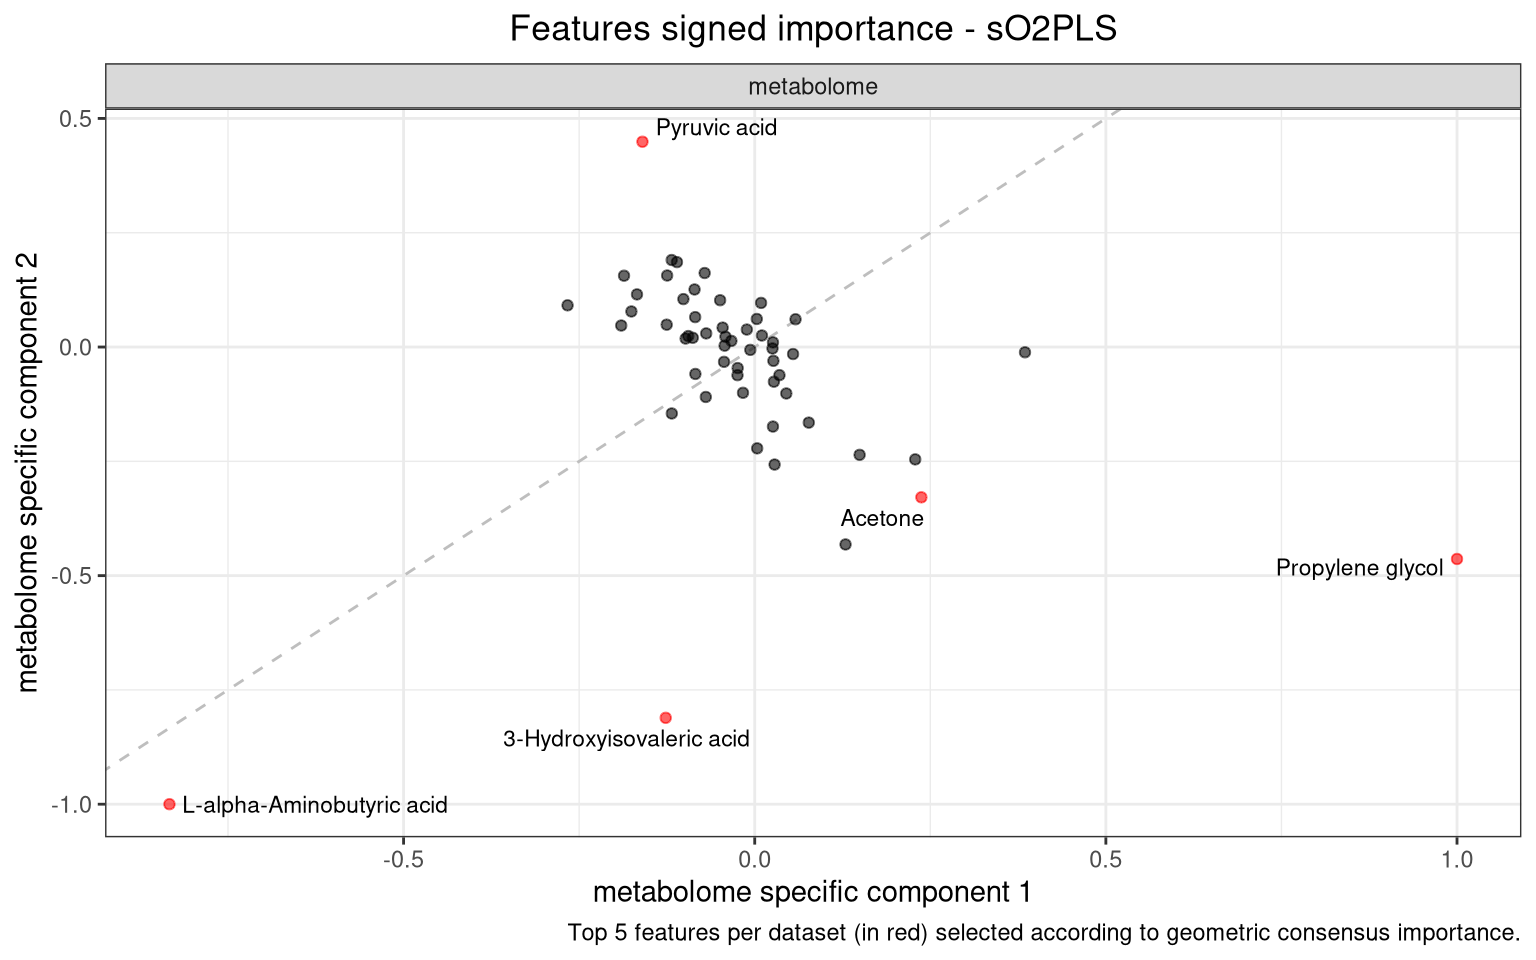 Features signed importance - sO2PLS
metabolome
metabolome specific component 2
0.5
0.0
-0.5
-1.0
Pyruvic acid
Acetone
Propylene glycol
3-Hydroxyisovaleric acid
L-alpha-Aminobutyric acid
-0.5
0.0
0.5
1.0
metabolome specific component 1
Top 5 features per dataset (in red) selected according to geometric consensus importance.